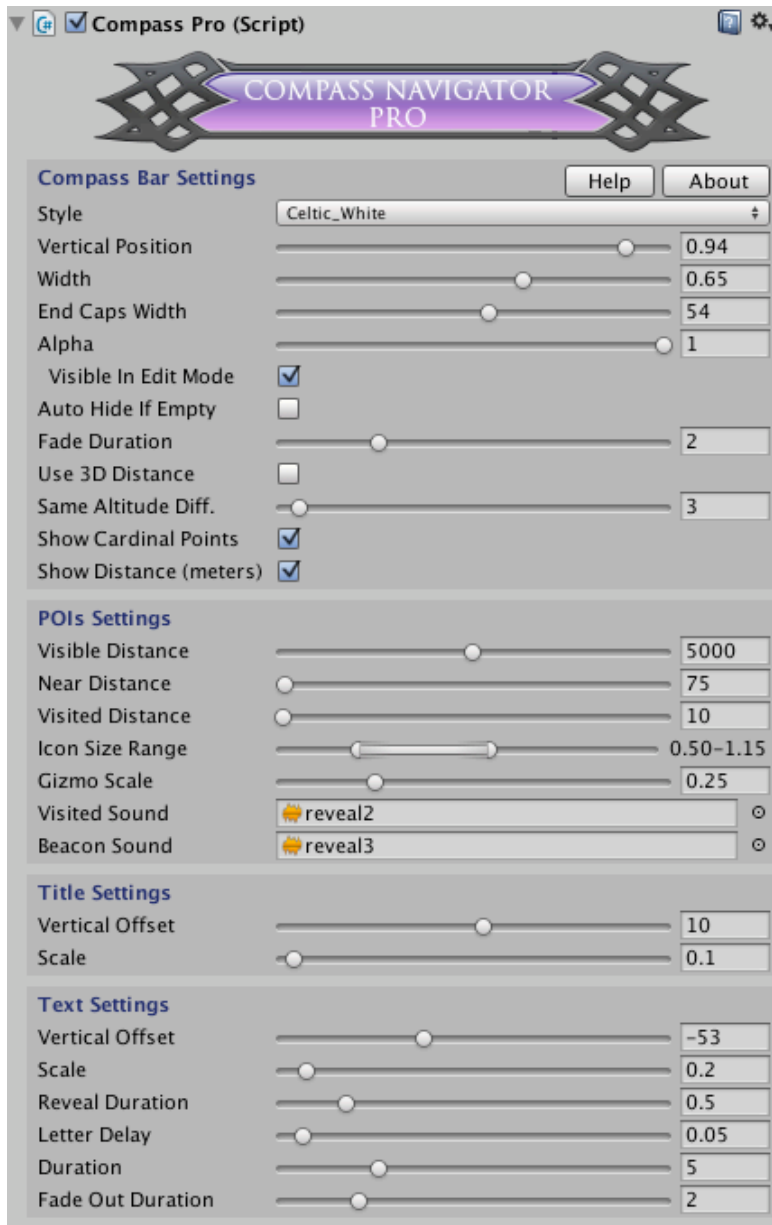 Compass Pro (Script)
COMPASS NAVIGATOR
PRO
Compass Bar Settings Help About
Style Celtic_White
Vertical Position 0.94
Width 0.65
End Caps Width 54
Alpha 1
Visible In Edit Mode
Auto Hide If Empty
Fade Duration 2
Use 3D Distance
Same Altitude Diff. 3
Show Cardinal Points
Show Distance (meters)
POIs Settings
Visible Distance 5000
Near Distance 75
Visited Distance 10
Icon Size Range 0.50-1.15
Gizmo Scale 0.25
Visited Sound reveal2
Beacon Sound reveal3
Title Settings
Vertical Offset 10
Scale 0.1
Text Settings
Vertical Offset -53
Scale 0.2
Reveal Duration 0.5
Letter Delay 0.05
Duration 5
Fade Out Duration 2